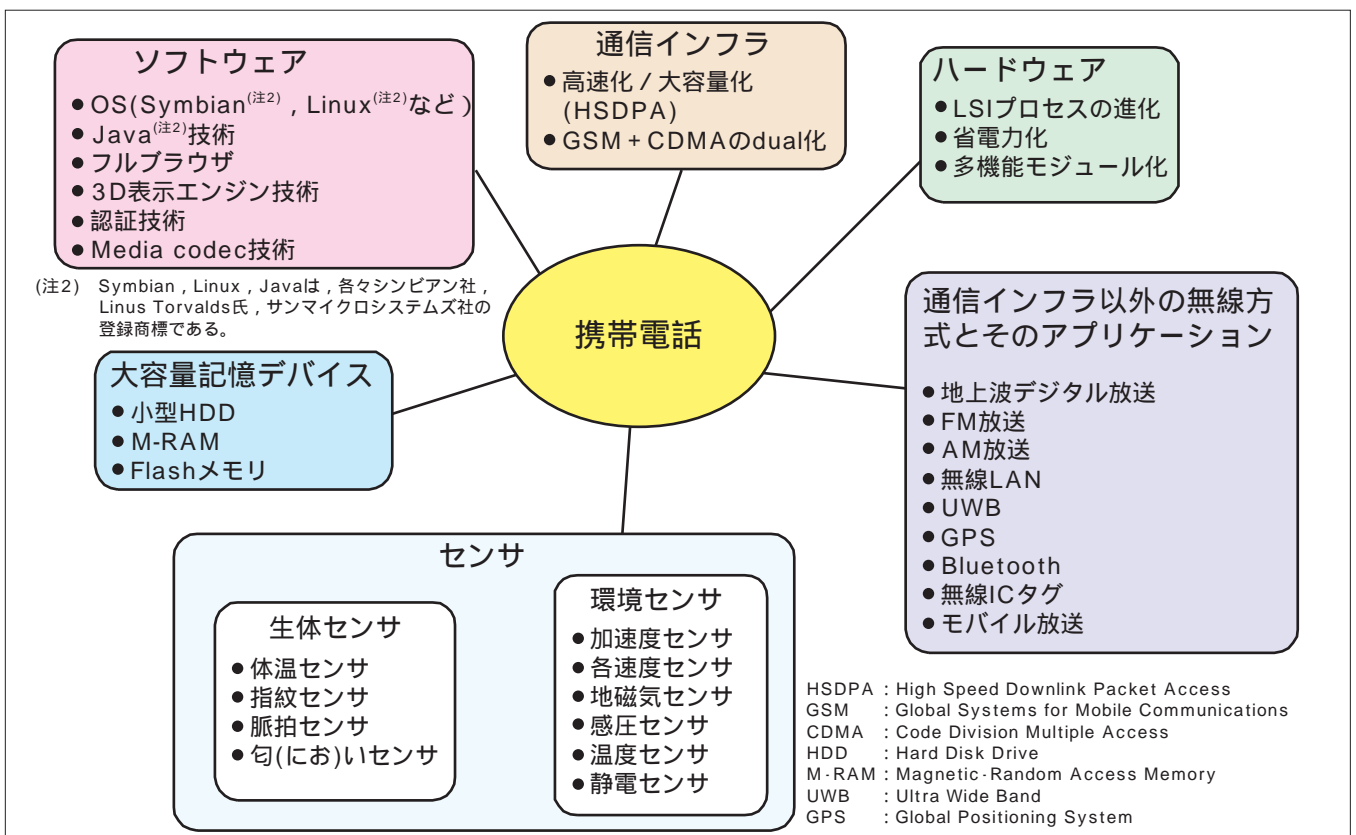 ソフトウェア
● OS(Symbian(注2) , Linux(注2)など)
● Java(注2)技術
● フルブラウザ
● 3D表示エンジン技術
● 認証技術
● Media codec技術
(注2) Symbian , Linux , Javaは , 各々シンビアン社 ,
Linus Torvalds氏 , サンマイクロシステムズ社の
登録商標である。
通信インフラ
● 高速化 / 大容量化
(HSDPA)
● GSM + CDMAのdual化
ハードウェア
● LSIプロセスの進化
● 省電力化
● 多機能モジュール化
携帯電話
大容量記憶デバイス
● 小型HDD
● M-RAM
● Flashメモリ
通信インフラ以外の無線方
式とそのアプリケーション
● 地上波デジタル放送
● FM放送
● AM放送
● 無線LAN
● UWB
● GPS
● Bluetooth
● 無線ICタグ
● モバイル放送
センサ
生体センサ
● 体温センサ
● 指紋センサ
● 脈拍センサ
● 匂(にお)いセンサ
環境センサ
● 加速度センサ
● 各速度センサ
● 地磁気センサ
● 感圧センサ
● 温度センサ
● 静電センサ
HSDPA : High Speed Downlink Packet Access
GSM : Global Systems for Mobile Communications
CDMA : Code Division Multiple Access
HDD : Hard Disk Drive
M-RAM : Magnetic-Random Access Memory
UWB : Ultra Wide Band
GPS : Global Positioning System